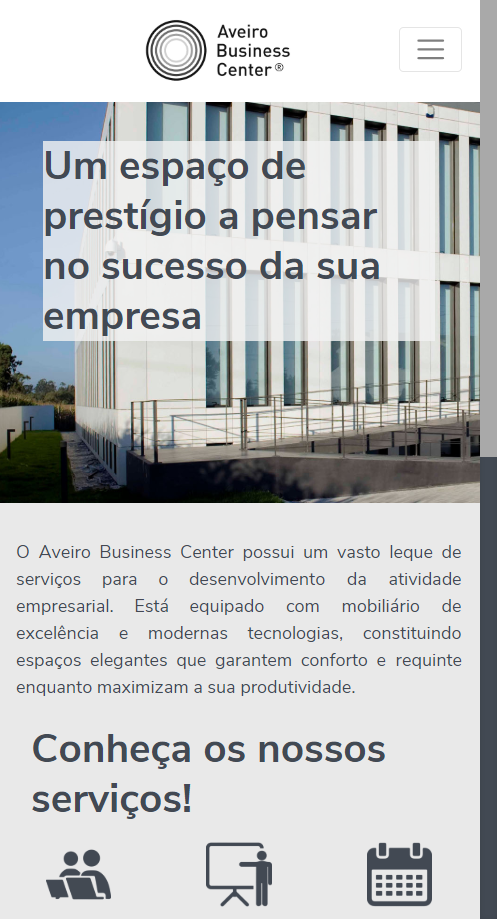 Aveiro
Business
Center ®
Um espaço de
prestígio a pensar
no sucesso da sua
empresa
O Aveiro Business Center possui um vasto leque de
serviços para o desenvolvimento da atividade
empresarial. Está equipado com mobiliário de
excelência e modernas tecnologias, constituindo
espaços elegantes que garantem conforto e requinte
enquanto maximizam a sua produtividade.
Conheça os nossos
serviços!